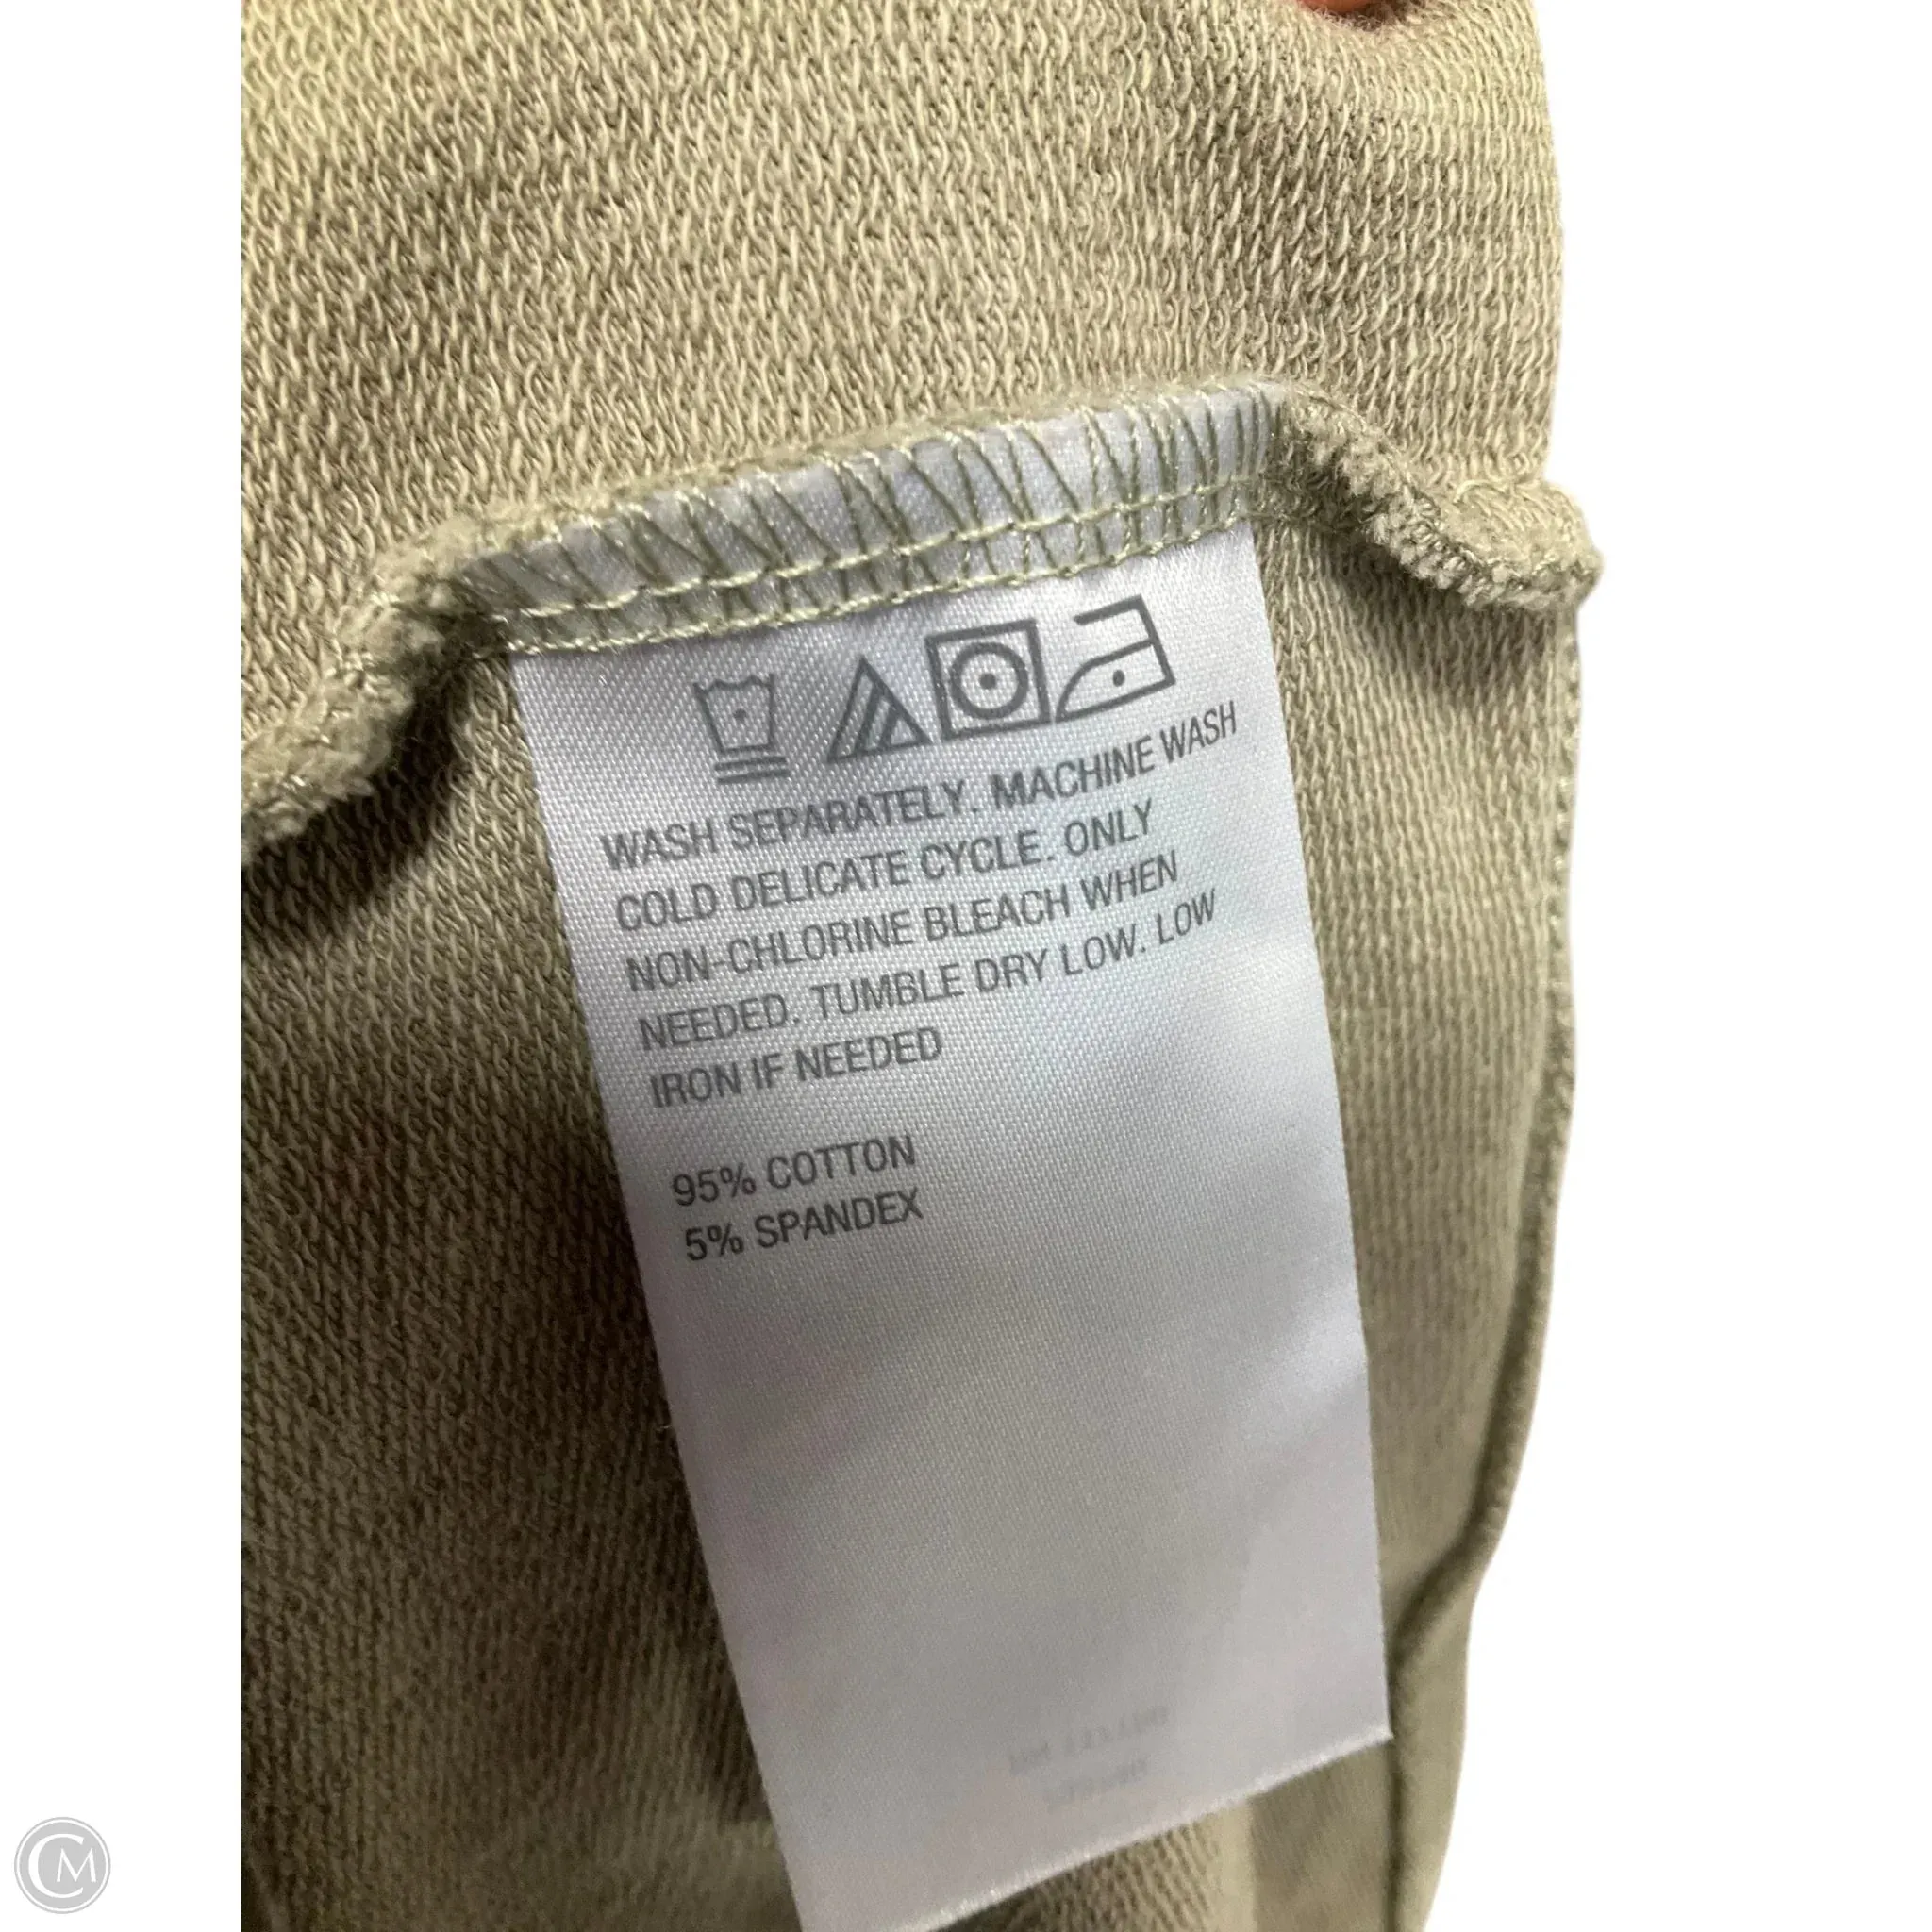 WASH SEPARATELY. MACHINE WASH
COLD DELICATE CYCLE. ONLY
NON-CHLORINE BLEACH WHEN
NEEDED. TUMBLE DRY LOW. LOW
IRON IF NEEDED
95% COTTON
5% SPANDEX
CM